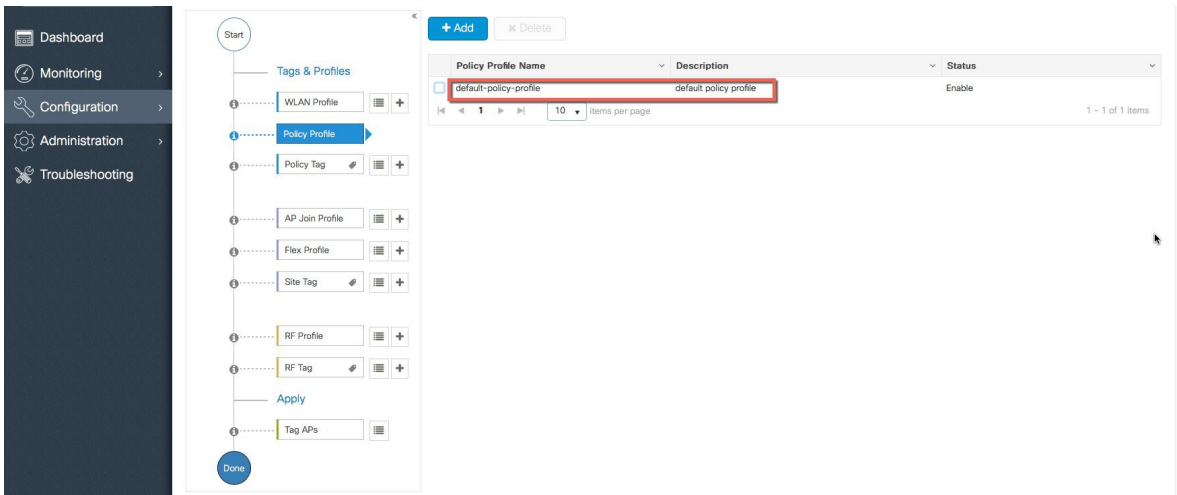 Dashboard
Monitoring
Configuration
Administration
Troubleshooting
Start
Tags & Profiles
WLAN Profile
Policy Profile
Policy Tag
AP Join Profile
Flex Profile
Site Tag
RF Profile
RF Tag
Apply
Tag APs
Done
+ Add
✖ Delete
Policy Profile Name
Description
Status
default-policy-profile
default policy profile
Enable
1
10
items per page
1 - 1 of 1 items